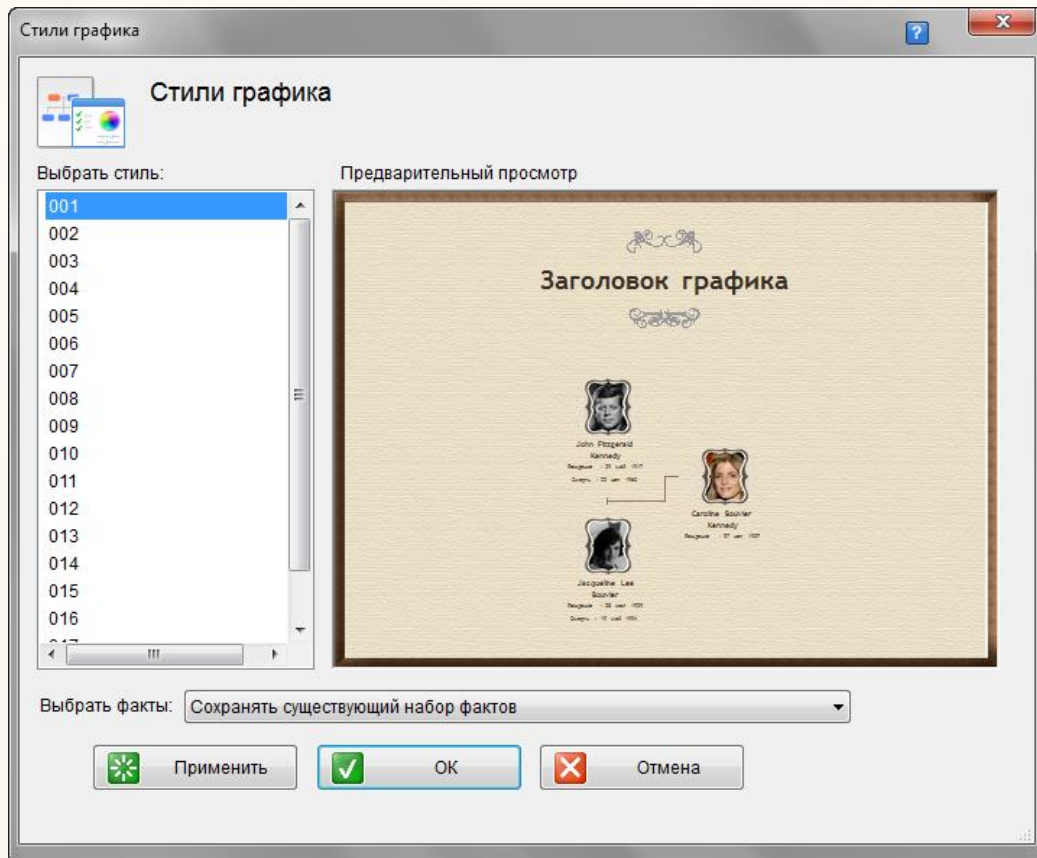 Стили графика
?
Стили графика
Выбрать стиль:
Предварительный просмотр
001
002
003
004
005
006
007
008
009
010
011
012
013
014
015
016
Заголовок графика
John Fitzgerald
Kennedy
Caroline Bouvier
Kennedy
Jacqueline Lee
Bouvier
Выбрать факты:
Сохранять существующий набор фактов
Применить
ОК
Отмена